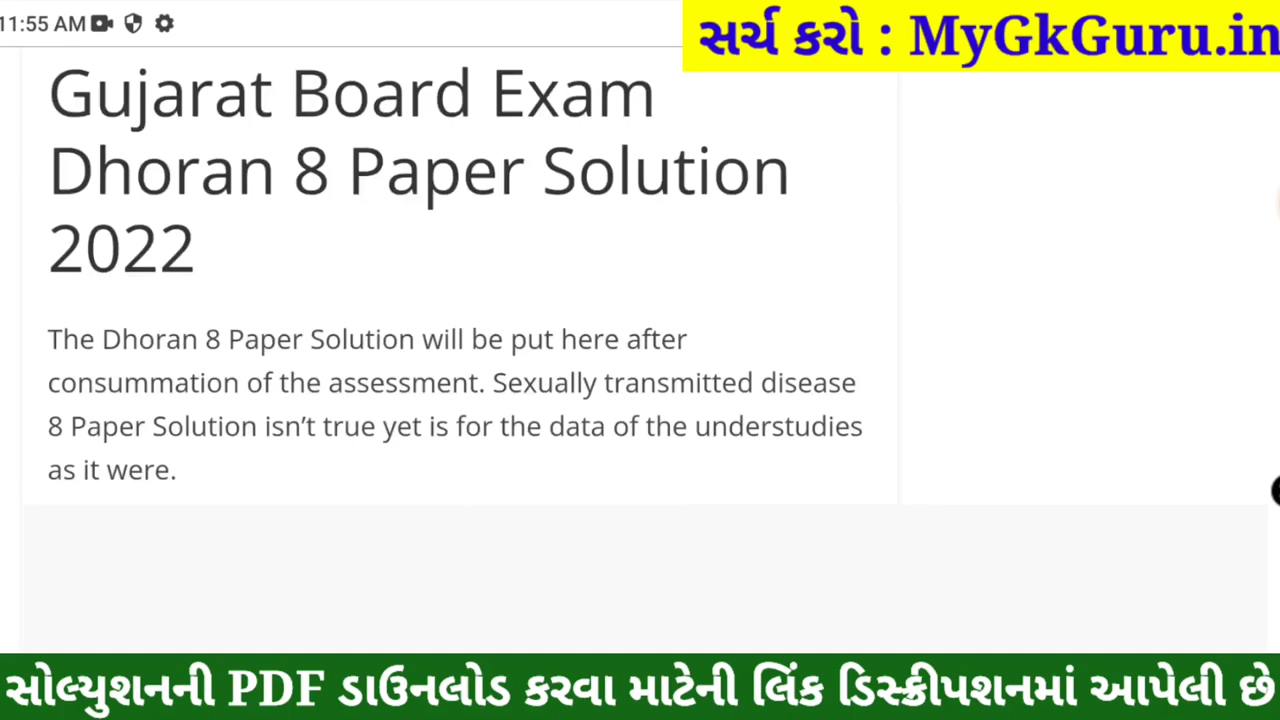 11:55 AM
સર્ચ કરો : MyGkGuru.in
Gujarat Board Exam
Dhoran 8 Paper Solution
2022
The Dhoran 8 Paper Solution will be put here after
consummation of the assessment. Sexually transmitted disease
8 Paper Solution isn’t true yet is for the data of the understudies
as it were.
સોલ્યુશનની PDF ડાઉનલોડ કરવા માટેની લિંક ડિસ્ક્રીપશનમાં આપેલી છે